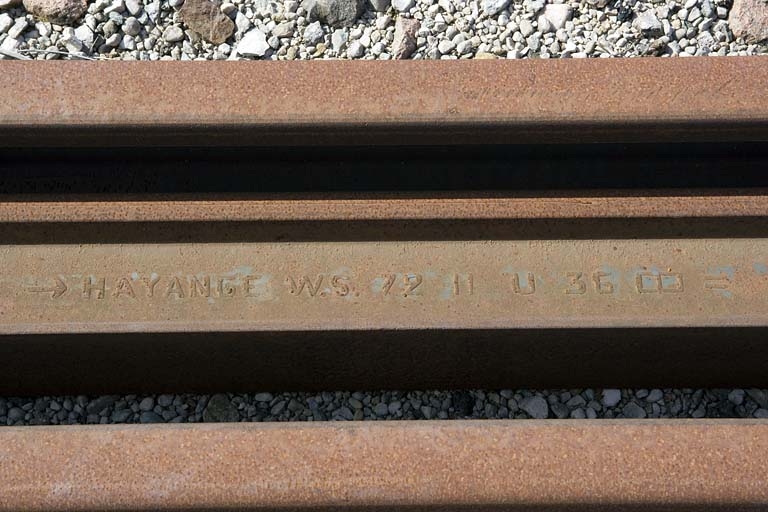 → HAYANGE W.S. 72 II U 36 ◫ =